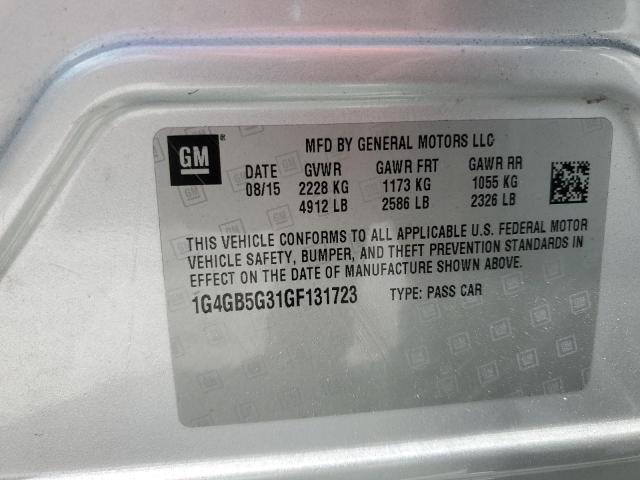 GM ® MFD BY GENERAL MOTORS LLC
DATE GVWR GAWR FRT GAWR RR
08/15 2228 KG 1173 KG 1055 KG
4912 LB 2586 LB 2326 LB
THIS VEHICLE CONFORMS TO ALL APPLICABLE U.S. FEDERAL MOTOR
VEHICLE SAFETY, BUMPER, AND THEFT PREVENTION STANDARDS IN
EFFECT ON THE DATE OF MANUFACTURE SHOWN ABOVE.
1G4GB5G31GF131723 TYPE: PASS CAR